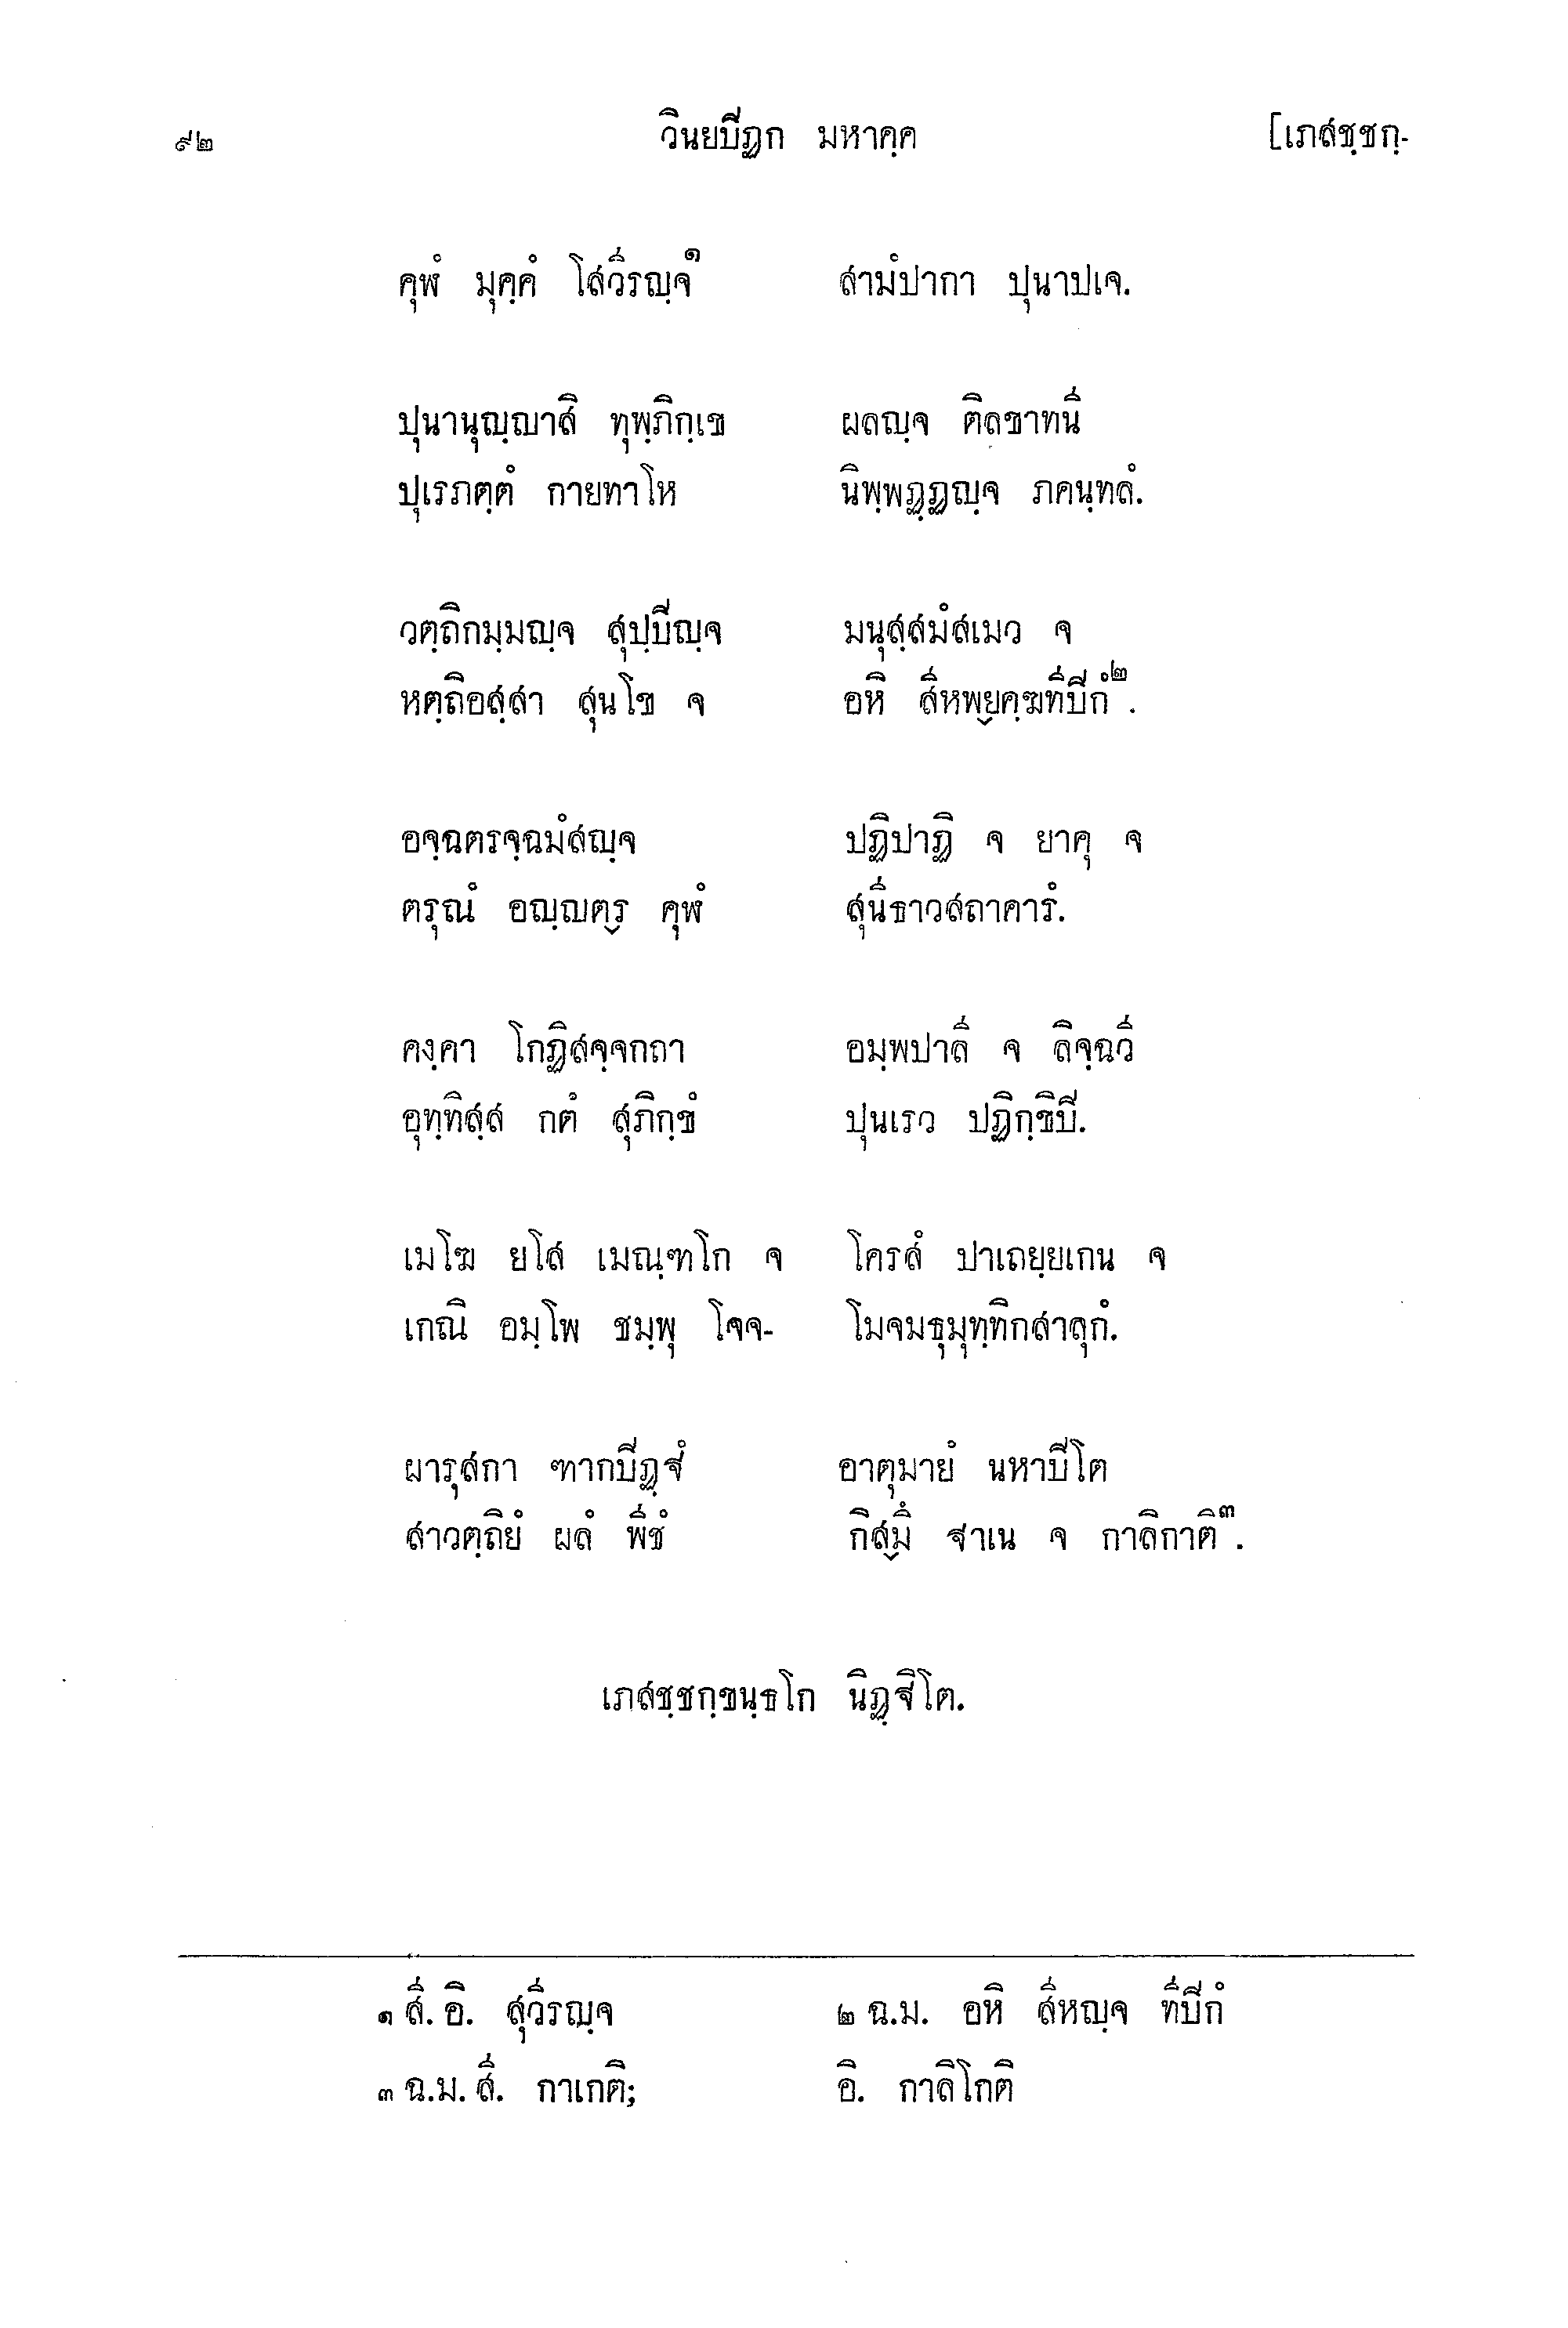 ๙๒ วินยปิฏเก มหาวคฺค [เภสชฺชกฺ-
คุฬํ มุคฺคํ โสวีรญฺจ๑ สามํปากา ปุนาปเจ.
ปุนานุญฺญาสิ ทุพฺภิกฺเข ผลญฺจ ติลขาทนี
ปุเรภตฺตํ กายทาโห นิพฺพฏฺฏญฺจ ภคนฺทลํ.
วตฺถิกมฺมญฺจ สุปฺปีญฺจ มนุสฺสมํสเมว จ
หตฺถิอสฺสา สุนโข จ อหิ สีหพฺยคฺฆทีปิกํ๒.
อจฺฉตรจฺฉมํสญฺจ ปฏิปาฏิ จ ยาคุ จ
ตรุณํ อญฺญตฺร คุฬํ สุนีธาวสถาคารํ.
คงฺคา โกฏิสจฺจกถา อมฺพปาลี จ ลิจฺฉวี
อุทฺทิสฺส กตํ สุภิกฺขํ ปุนเรว ปฏิกฺขิปิ.
เมโฆ ยโส เมณฺฑโก จ โครสํ ปาเถยฺยเกน จ
เกณิ อมฺโพ ชมฺพุ โจจ- โมจมธุมุทฺทิกสาลุกํ.
ผารุสกา ฑากปิฏฺฐํ อาตุมายํ นหาปิโต
สาวตฺถิยํ ผลํ พีชํ กิสฺมึ ฐาเน จ กาลิกาติ๓.
เภสชฺชกฺขนฺธโก นิฏฺฐิโต.
๑ สี. อิ. สุวีรญฺจ ๒ ฉ.ม. อหิ สีหญฺจ ทีปิกํ
๓ ฉ.ม. สี. กาเกติ; อิ. กาลิโกติ